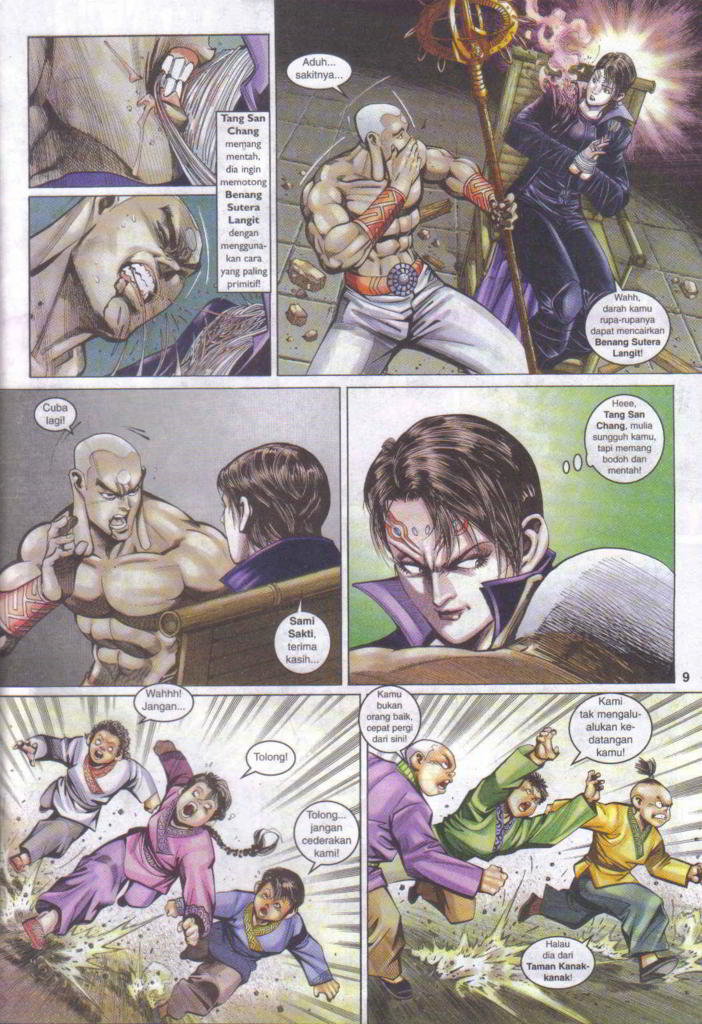 Tang San
Chang
memang
mentah,
dia ingin
memotong
Benang
Sutera
Langit
dengan
mengguna-
kan cara
yang paling
primitif!
Aduh...
sakitnya...
Wahh,
darah kamu
rupa-rupanya
dapat mencairkan
Benang Sutera
Langit!
Cuba
lagi!
Sami
Sakti,
terima
kasih...
Heee,
Tang San
Chang, mulia
sungguh kamu,
tapi memang
bodoh dan
mentah!
9
Wahhh!
Jangan...
Tolong!
Tolong...
jangan
cederakan
kami!
Kamu
bukan
orang baik,
cepat pergi
dari sini!
Kami
tak mengalu-
alukan ke-
datangan
kamu!
Halau
dia dari
Taman Kanak-
kanak!